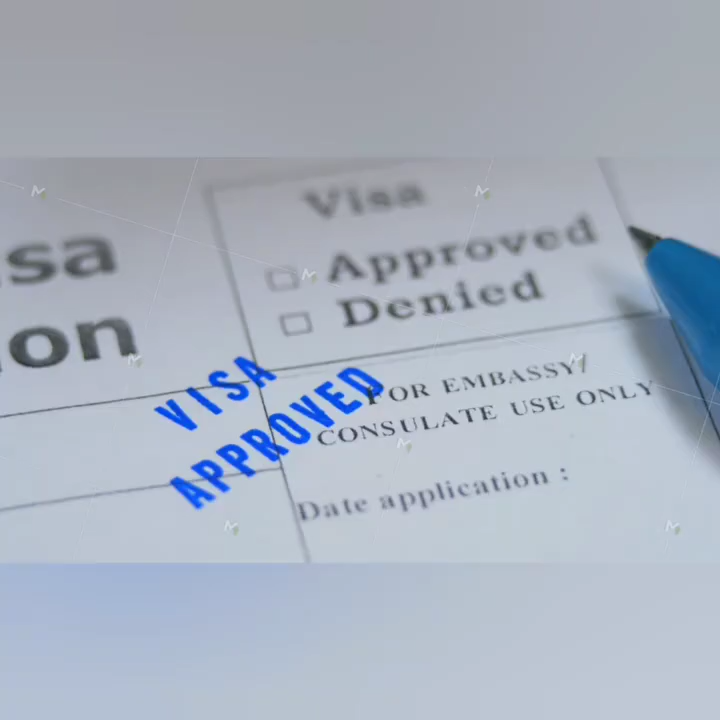 sa
on
Visa
Approved
Denied
VISA
APPROVED
FOR EMBASSY/
CONSULATE USE ONLY
Date application :